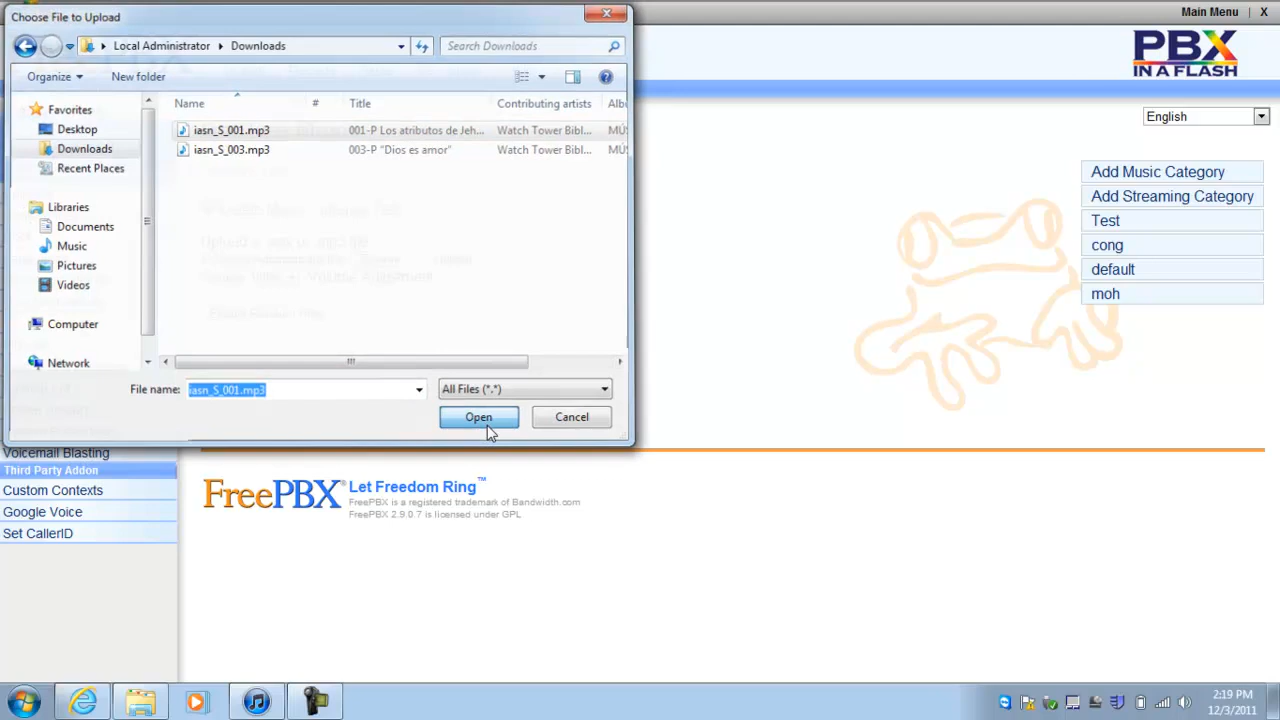 Choose File to Upload
Main Menu | X
Local Administrator
Downloads
Search Downloads
PBX
IN A FLASH
Organize
New folder
English
Name
#
Title
Contributing artists
Favorites
Desktop
Downloads
Recent Places
Libraries
Documents
Music
Pictures
Videos
Computer
Network
iasn_S_001.mp3
001-P Los atributos de Jeh...
Watch Tower Bibl...
iasn_S_003.mp3
003-P "Dios es amor"
Watch Tower Bibl...
Add Music Category
Add Streaming Category
Test
cong
default
moh
File name:
iasn_S_001.mp3
All Files (*.*)
Open
Cancel
Voicemail Blasting
Third Party Addon
Custom Contexts
Google Voice
Set CallerID
FreePBX®
Let Freedom Ring™
FreePBX is a registered trademark of Bandwidth.com
FreePBX 2.9.0.7 is licensed under GPL
2:19 PM
12/3/2011